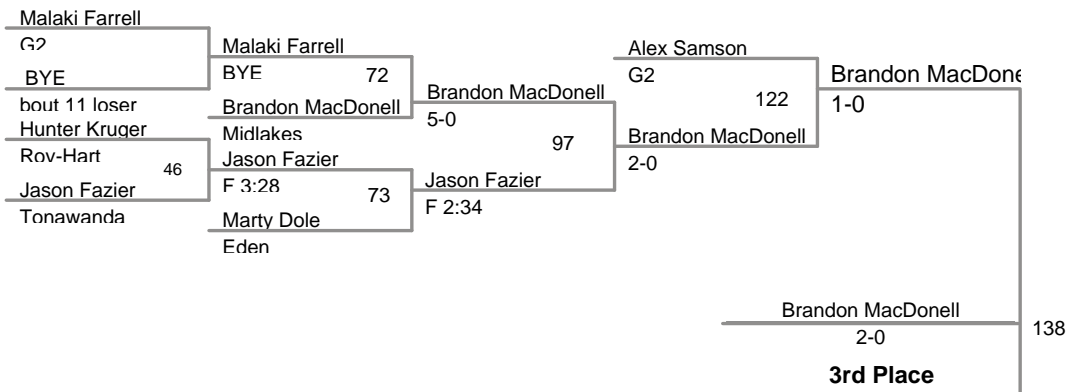 Malaki Farrell
G2
BYE
bout 11 loser
Hunter Kruger
Roy-Hart
46
Jason Fazier
Tonawanda
Malaki Farrell
BYE
72
Brandon MacDonell
Midlakes
Jason Fazier
F 3:28
73
Marty Dole
Eden
Brandon MacDonell
5-0
97
Jason Fazier
F 2:34
Alex Samson
G2
122
Brandon MacDonell
2-0
Brandon MacDone
1-0
138
Brandon MacDonell
2-0
3rd Place